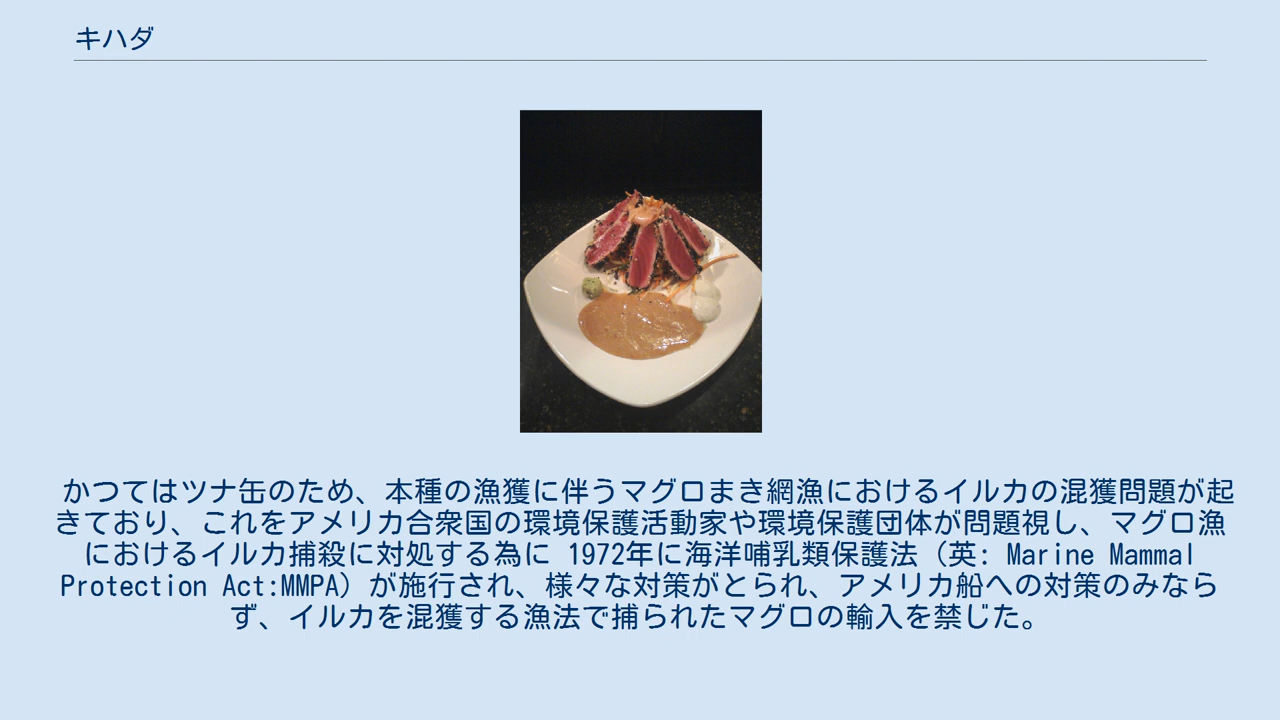 キハダ
かつてはツナ缶のため、本種の漁獲に伴うマグロまき網漁におけるイルカの混獲問題が起
きており、これをアメリカ合衆国の環境保護活動家や環境保護団体が問題視し、マグロ漁
におけるイルカ捕殺に対処する為に 1972年に海洋哺乳類保護法（英: Marine Mammal
Protection Act:MMPA）が施行され、様々な対策がとられ、アメリカ船への対策のみなら
ず、イルカを混獲する漁法で捕られたマグロの輸入を禁じた。